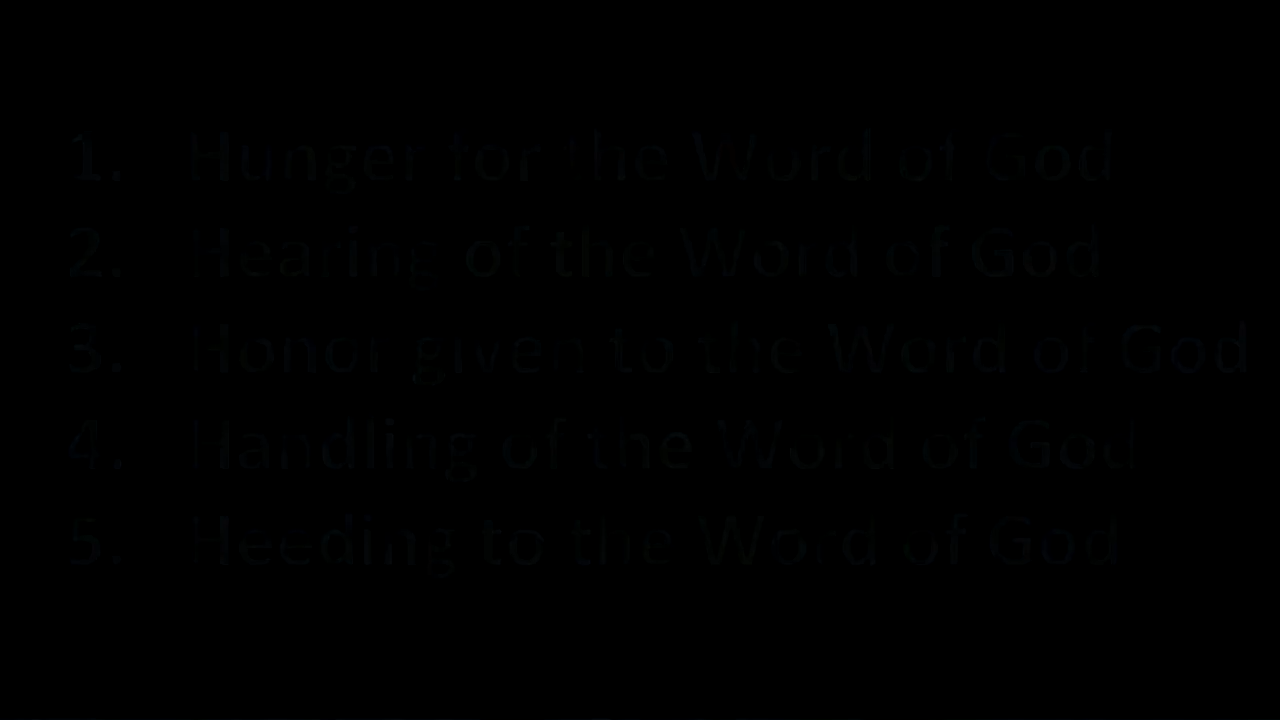 1. Hunger for the Word of God
2. Hearing of the Word of God
3. Honor given to the Word of God
4. Handling of the Word of God
5. Heeding to the Word of God